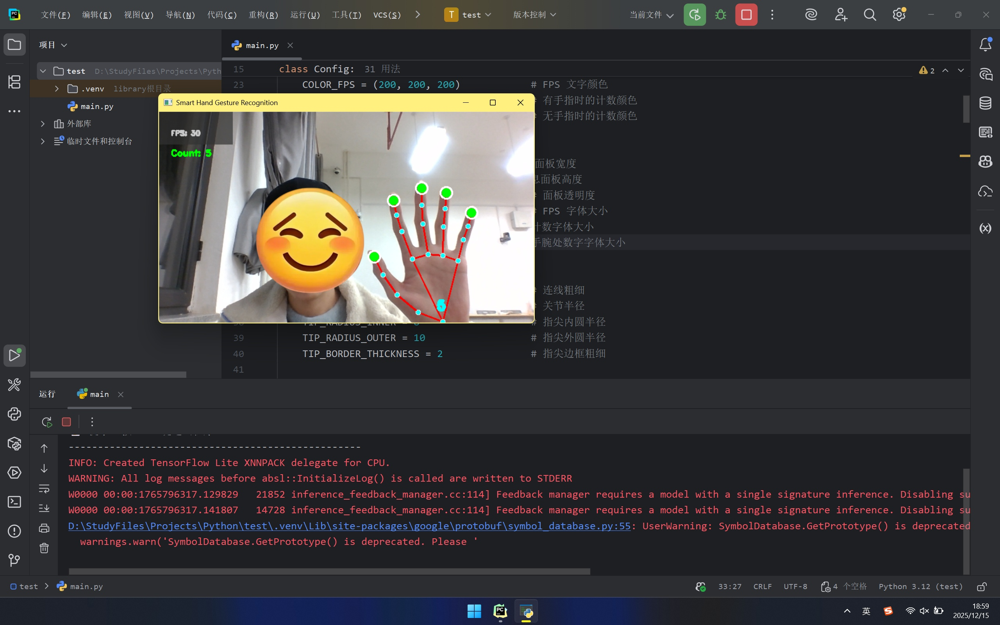 文件(F) 编辑(E) 视图(V) 导航(N) 代码(C) 重构(R) 运行(U) 工具(T) VCS(S) T test 版本控制 当前文件
项目
test D:\StudyFiles\Projects\Pyth
.venv library根目录
main.py
外部库
临时文件和控制台
main.py
15 class Config: 31 用法
2
23 COLOR_FPS = (200, 200, 200) # FPS 文字颜色
# 有手指时的计数颜色
# 无手指时的计数颜色
面板宽度
息面板高度
# 面板透明度
# FPS 字体大小
计数字体大小
手腕处数字字体大小
# 连线粗细
# 关节半径
# 指尖内圆半径
39 TIP_RADIUS_OUTER = 10 # 指尖外圆半径
40 TIP_BORDER_THICKNESS = 2 # 指尖边框粗细
41
Smart Hand Gesture Recognition
FPS: 30
Count: 5
5
运行 main
--------------------------------------------------
INFO: Created TensorFlow Lite XNNPACK delegate for CPU.
WARNING: All log messages before absl::InitializeLog() is called are written to STDERR
W0000 00:00:1765796317.129829 21852 inference_feedback_manager.cc:114] Feedback manager requires a model with a single signature inference. Disabling su
W0000 00:00:1765796317.141807 14728 inference_feedback_manager.cc:114] Feedback manager requires a model with a single signature inference. Disabling su
D:\StudyFiles\Projects\Python\test\.venv\Lib\site-packages\google\protobuf\symbol_database.py:55: UserWarning: SymbolDatabase.GetPrototype() is deprecated
warnings.warn('SymbolDatabase.GetPrototype() is deprecated. Please '
test main.py 33:27 CRLF UTF-8 4 个空格 Python 3.12 (test)
英 18:59
2025/12/15